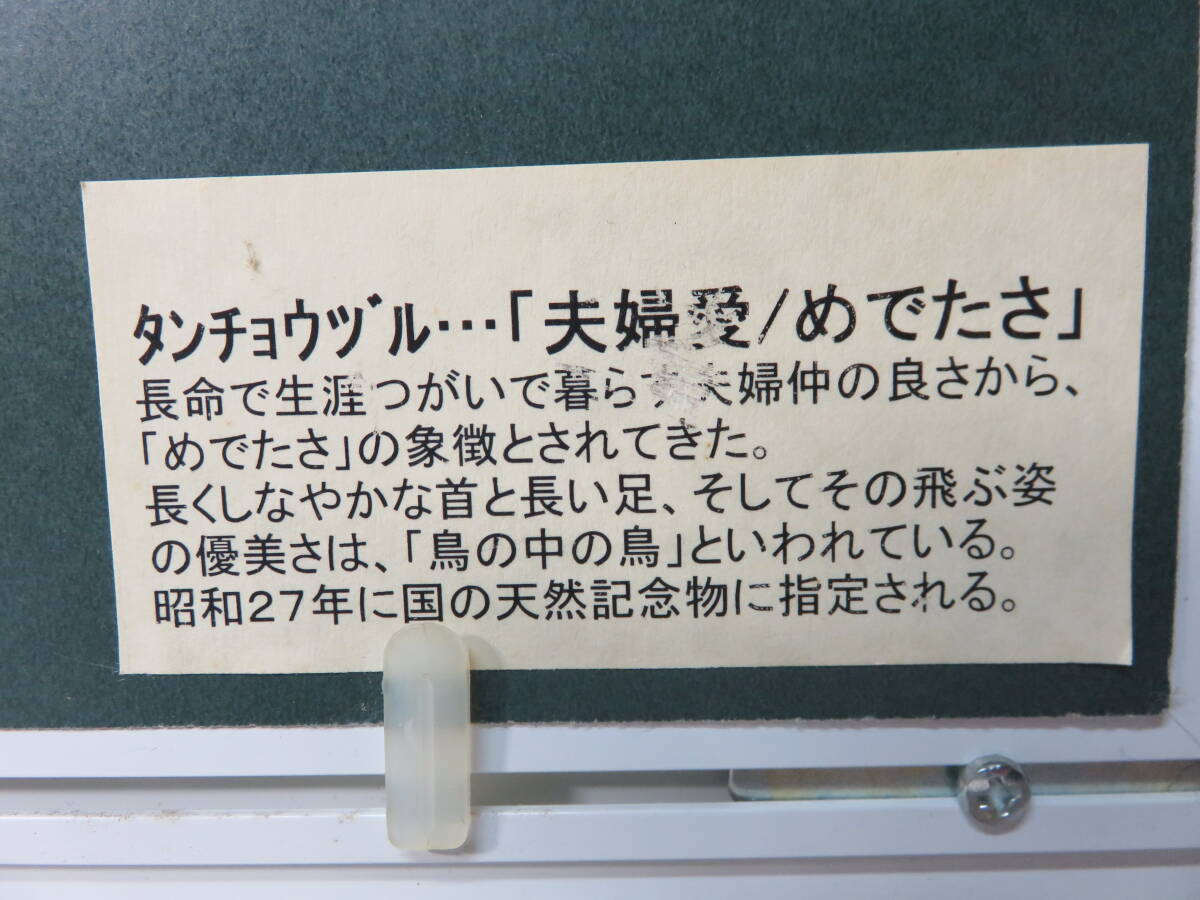 ﾀﾝﾁｮｳﾂﾞﾙ…「夫婦愛/めでたさ」
長命で生涯つがいで暮らす夫婦仲の良さから、
「めでたさ」の象徴とされてきた。
長くしなやかな首と長い足、そしてその飛ぶ姿
の優美さは、「鳥の中の鳥」といわれている。
昭和27年に国の天然記念物に指定される。